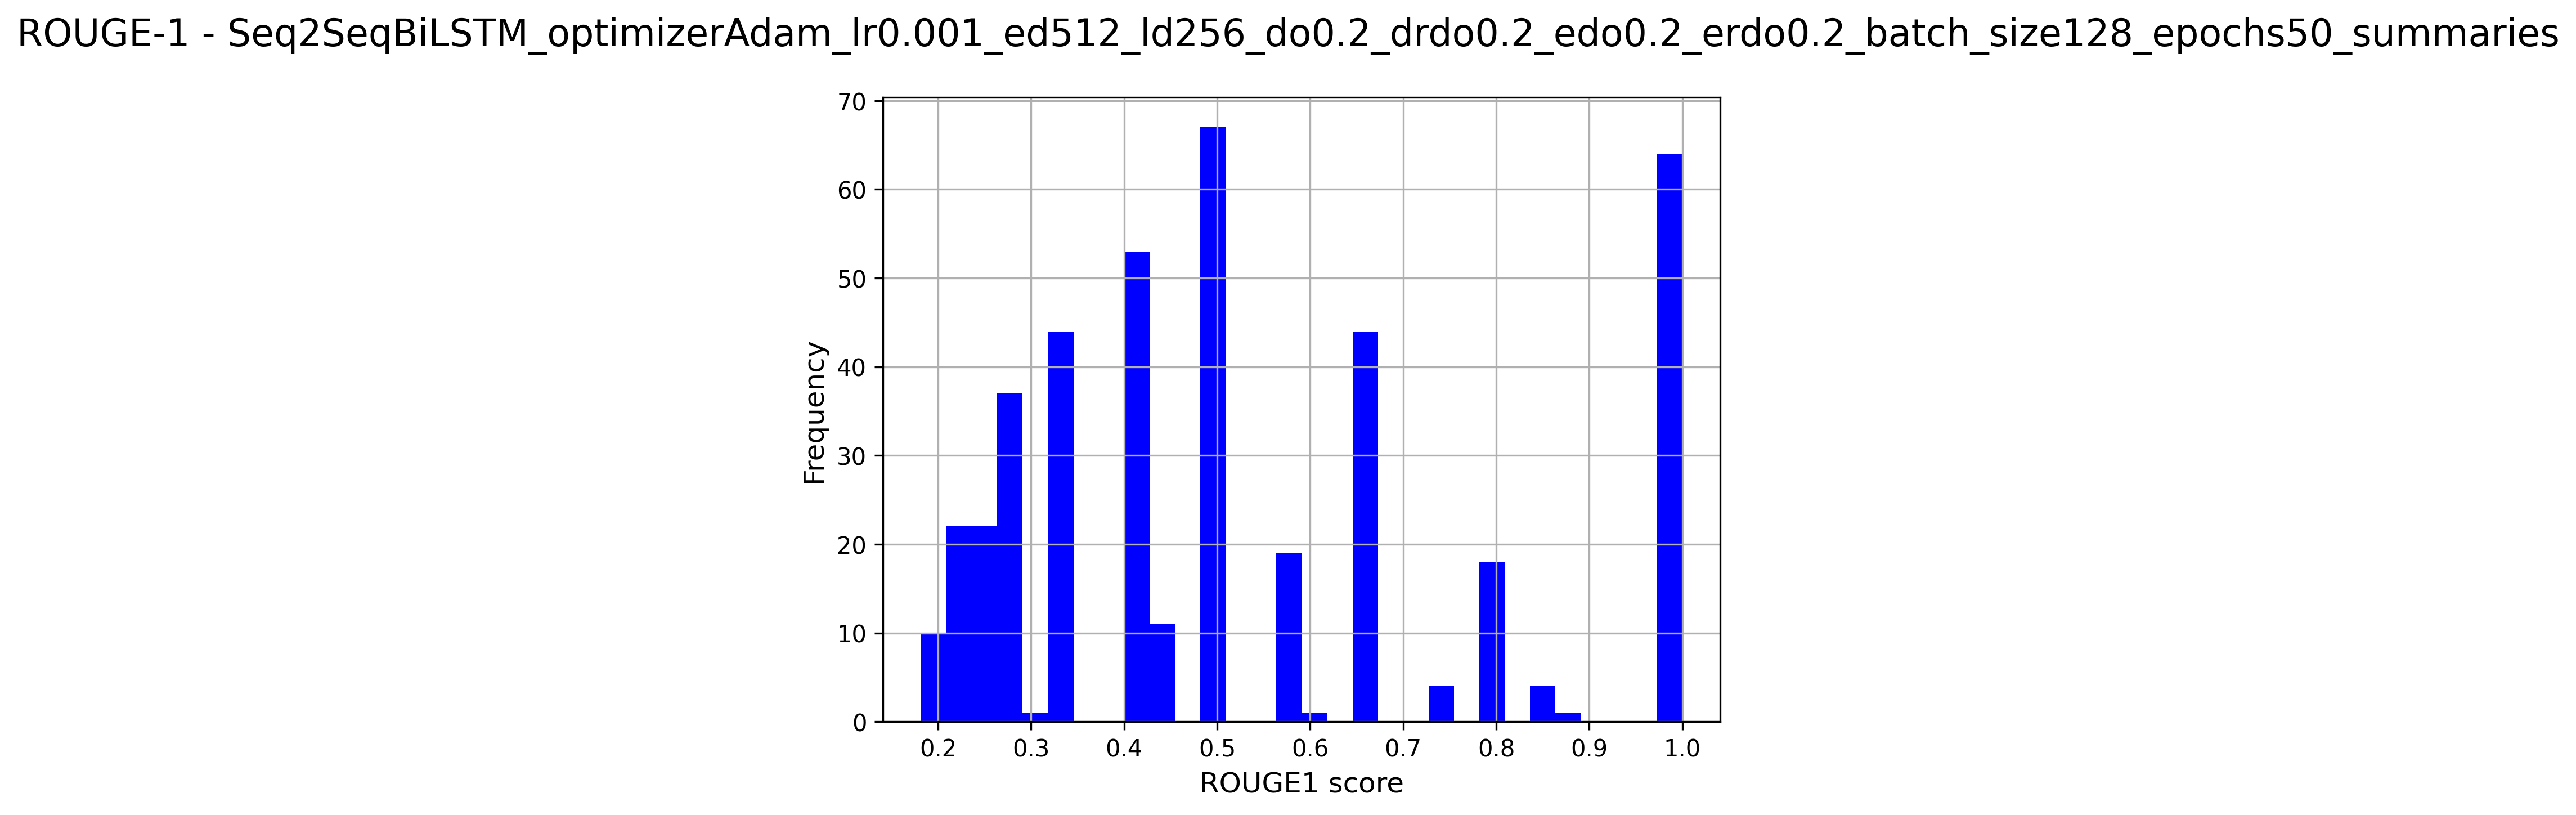 ROUGE-1 - Seq2SeqBiLSTM_optimizerAdam_lr0.001_ed512_ld256_do0.2_drdo0.2_edo0.2_erdo0.2_batch_size128_epochs50_summaries
70
60
50
40
30
20
10
0
Frequency
0.2 0.3 0.4 0.5 0.6 0.7 0.8 0.9 1.0
ROUGE1 score